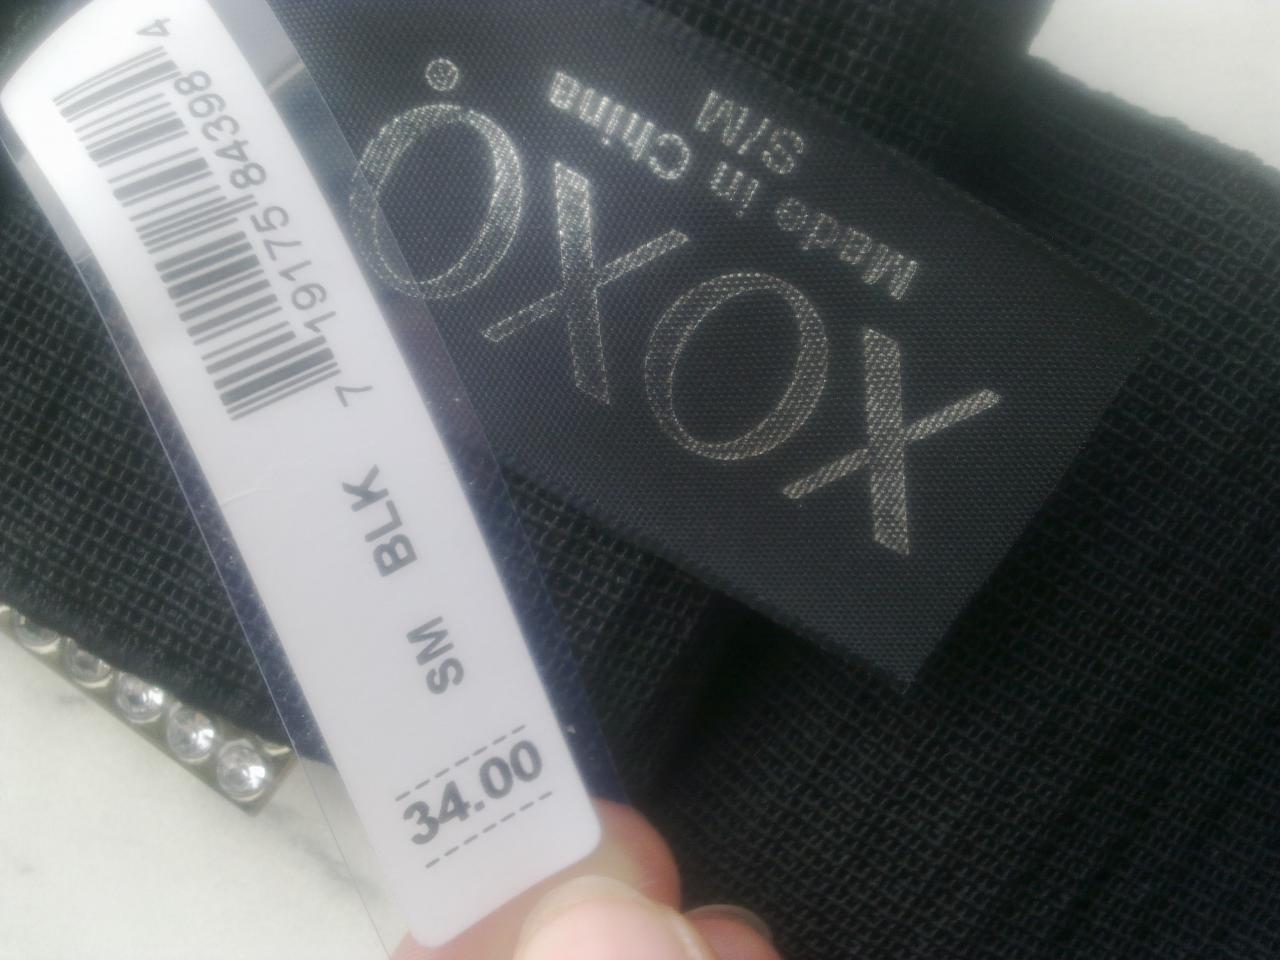 XOXO®
Made in China
S/M
7 19175 84398 4
BLK
SM
34.00